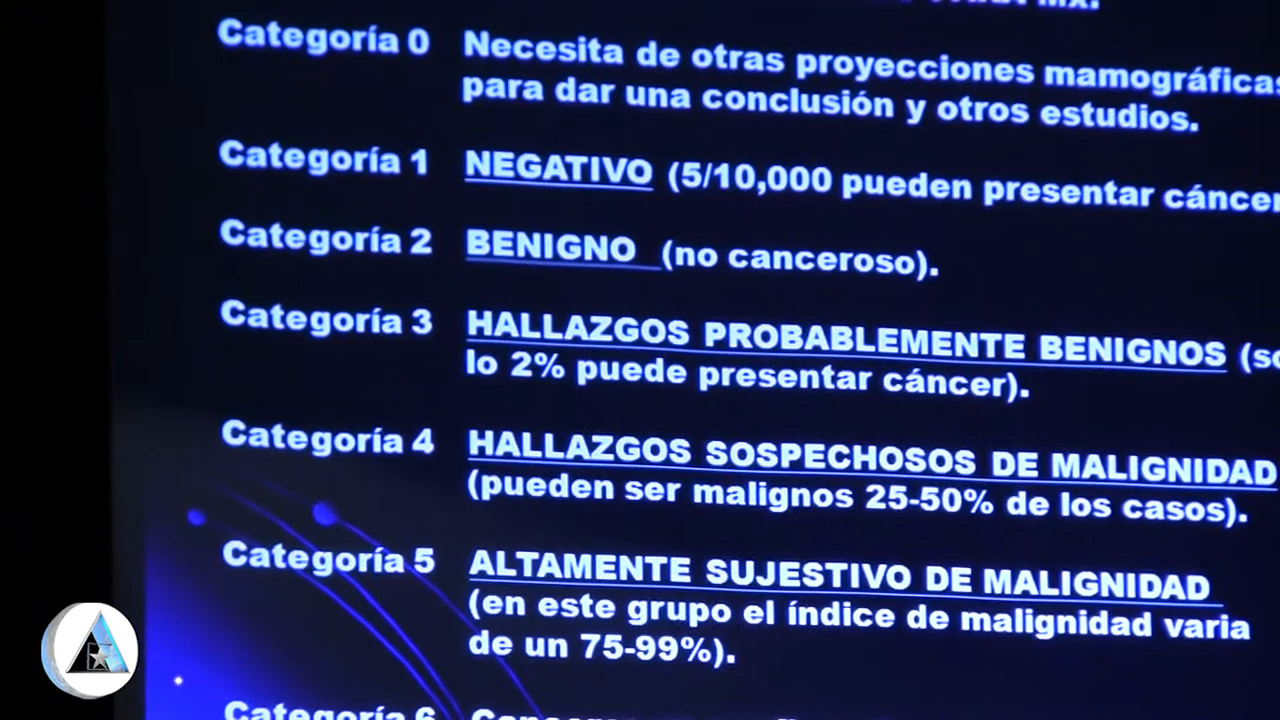 Categoría 0 Necesita de otras proyecciones mamográficas
para dar una conclusión y otros estudios.
Categoría 1 NEGATIVO (5/10,000 pueden presentar cáncer
Categoría 2 BENIGNO (no canceroso).
Categoría 3 HALLAZGOS PROBABLEMENTE BENIGNOS (so
lo 2% puede presentar cáncer).
Categoría 4 HALLAZGOS SOSPECHOSOS DE MALIGNIDAD
(pueden ser malignos 25-50% de los casos).
Categoría 5 ALTAMENTE SUJESTIVO DE MALIGNIDAD
(en este grupo el índice de malignidad varia
de un 75-99%).
Categoría 6